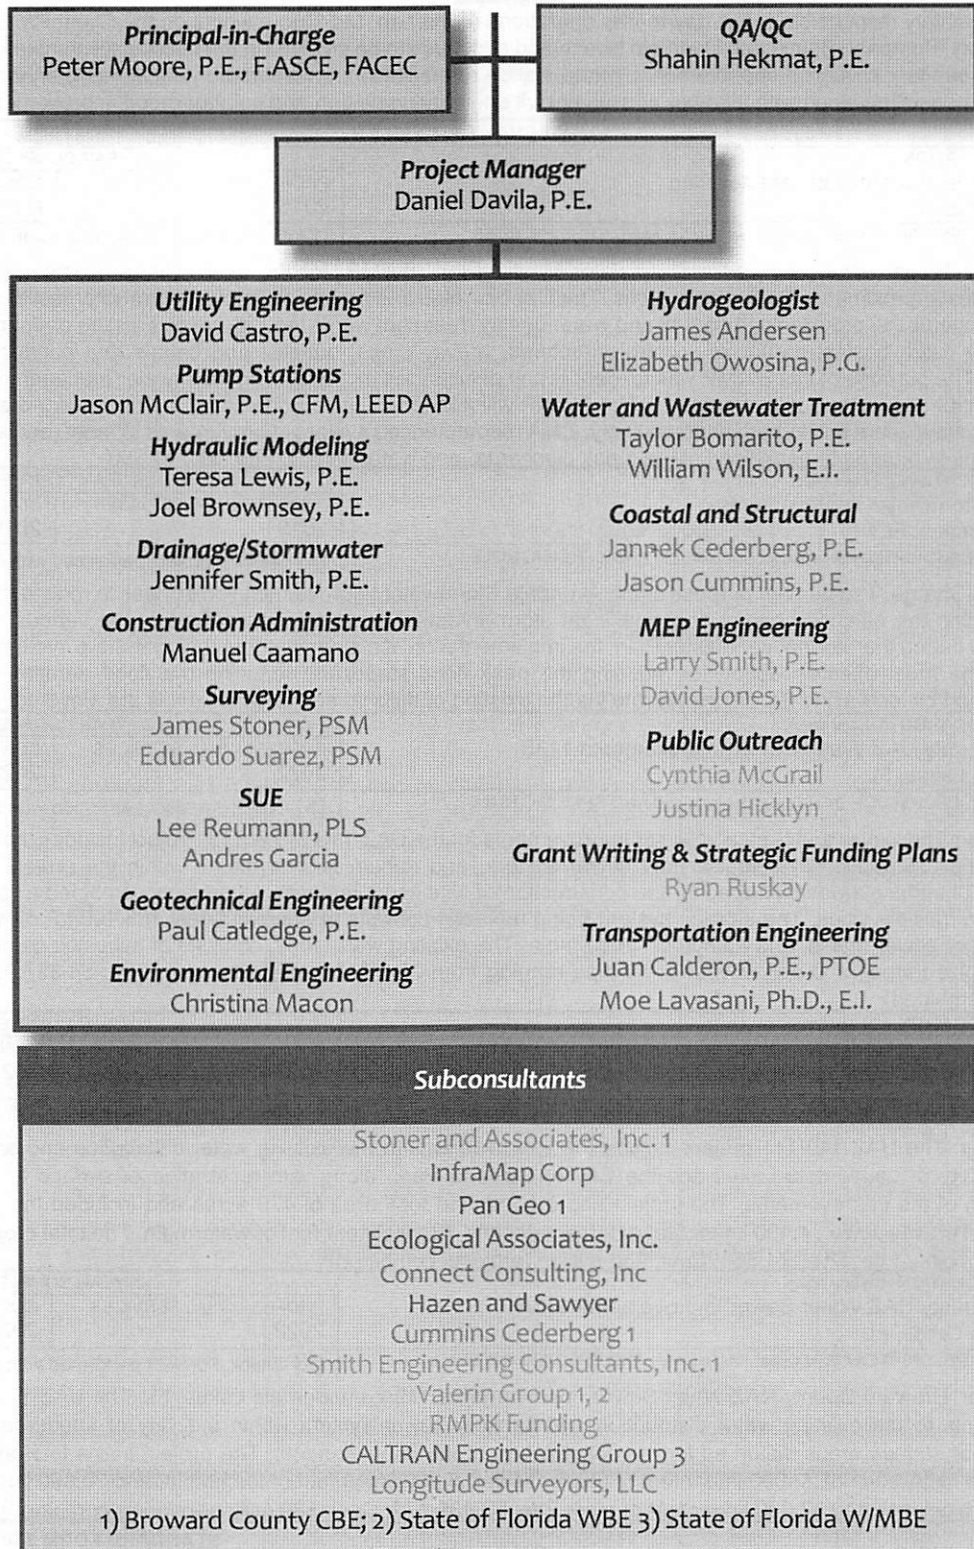 Principal-in-Charge
Peter Moore, P.E., F.ASCE, FACEC
QA/QC
Shahin Hekmat, P.E.
Project Manager
Daniel Davila, P.E.
Utility Engineering
David Castro, P.E.
Pump Stations
Jason McClair, P.E., CFM, LEED AP
Hydraulic Modeling
Teresa Lewis, P.E.
Joel Brownsey, P.E.
Drainage/Stormwater
Jennifer Smith, P.E.
Construction Administration
Manuel Caamano
Surveying
James Stoner, PSM
Eduardo Suarez, PSM
SUE
Lee Reumann, PLS
Andres Garcia
Geotechnical Engineering
Paul Catledge, P.E.
Environmental Engineering
Christina Macon
Hydrogeologist
James Andersen
Elizabeth Owosina, P.G.
Water and Wastewater Treatment
Taylor Bomarito, P.E.
William Wilson, E.I.
Coastal and Structural
Jannek Cederberg, P.E.
Jason Cummins, P.E.
MEP Engineering
Larry Smith, P.E.
David Jones, P.E.
Public Outreach
Cynthia McGrail
Justina Hicklyn
Grant Writing & Strategic Funding Plans
Ryan Ruskay
Transportation Engineering
Juan Calderon, P.E., PTOE
Moe Lavasani, Ph.D., E.I.
Subconsultants
Stoner and Associates, Inc. 1
InfraMap Corp
Pan Geo 1
Ecological Associates, Inc.
Connect Consulting, Inc
Hazen and Sawyer
Cummins Cederberg 1
Smith Engineering Consultants, Inc. 1
Valerin Group 1, 2
RMPK Funding
CALTRAN Engineering Group 3
Longitude Surveyors, LLC
1) Broward County CBE; 2) State of Florida WBE 3) State of Florida W/MBE